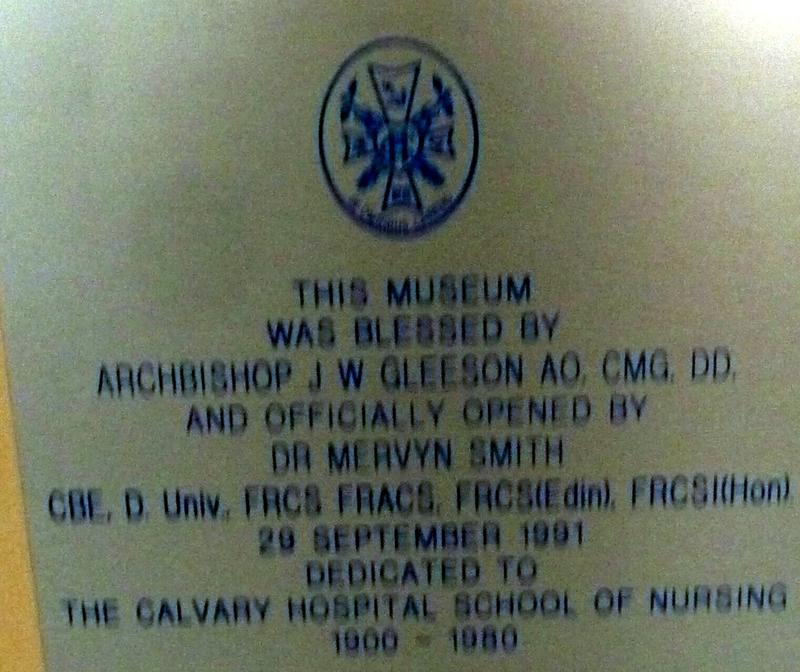 THIS MUSEUM
WAS BLESSED BY
ARCHBISHOP J W GLEESON AO, CMG, DD,
AND OFFICIALLY OPENED BY
DR MERVYN SMITH
CBE, D. Univ., FRCS FRACS, FRCS(Edin), FRCSI(Hon)
29 SEPTEMBER 1991
DEDICATED TO
THE CALVARY HOSPITAL SCHOOL OF NURSING
1900 - 1980